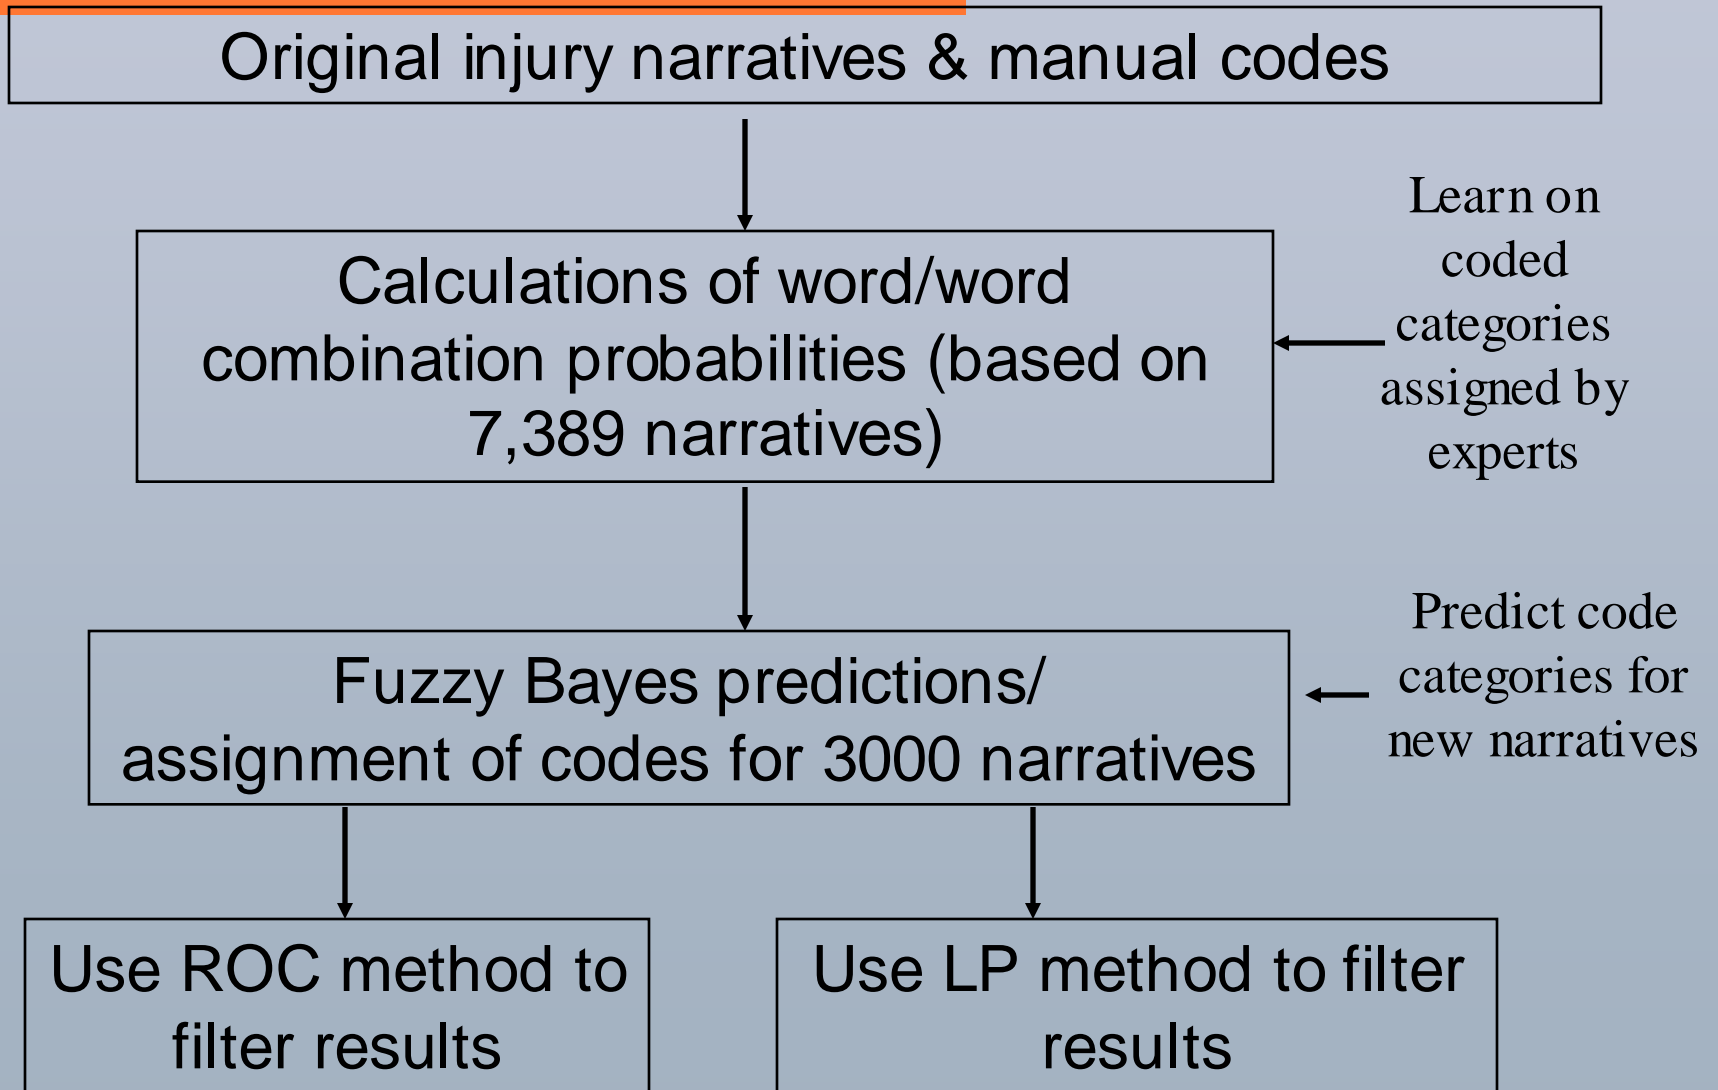 Original injury narratives & manual codes
Learn on
coded
categories
assigned by
experts
Calculations of word/word
combination probabilities (based on
7,389 narratives)
Predict code
categories for
new narratives
Fuzzy Bayes predictions/
assignment of codes for 3000 narratives
Use ROC method to
filter results
Use LP method to filter
results